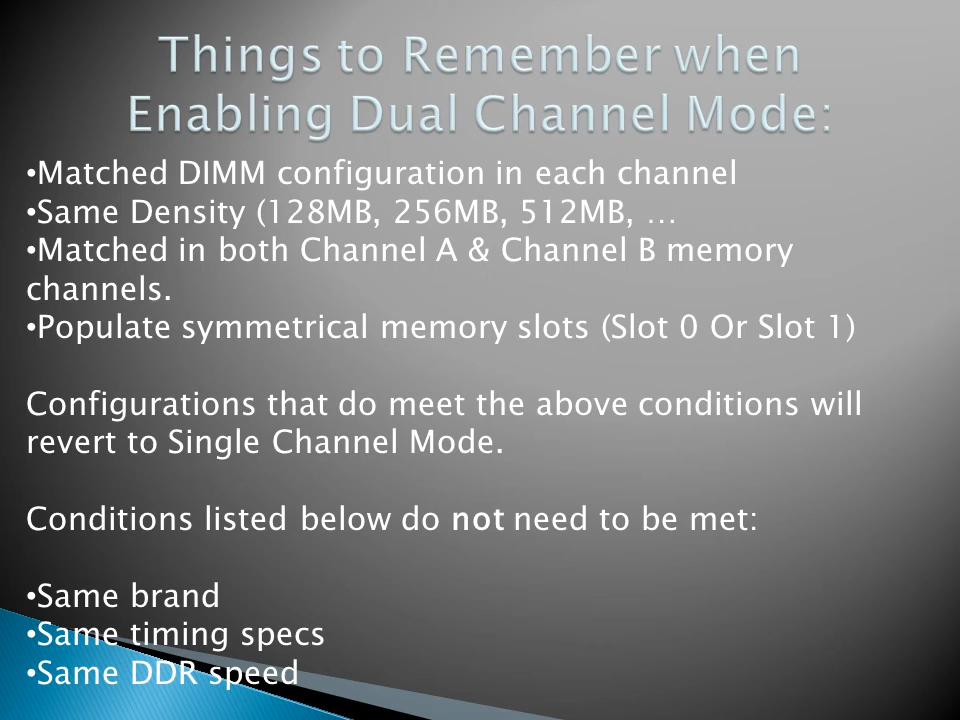 Things to Remember when
Enabling Dual Channel Mode:
•Matched DIMM configuration in each channel
•Same Density (128MB, 256MB, 512MB, …
•Matched in both Channel A & Channel B memory
channels.
•Populate symmetrical memory slots (Slot 0 Or Slot 1)
Configurations that do meet the above conditions will
revert to Single Channel Mode.
Conditions listed below do not need to be met:
•Same brand
•Same timing specs
•Same DDR speed